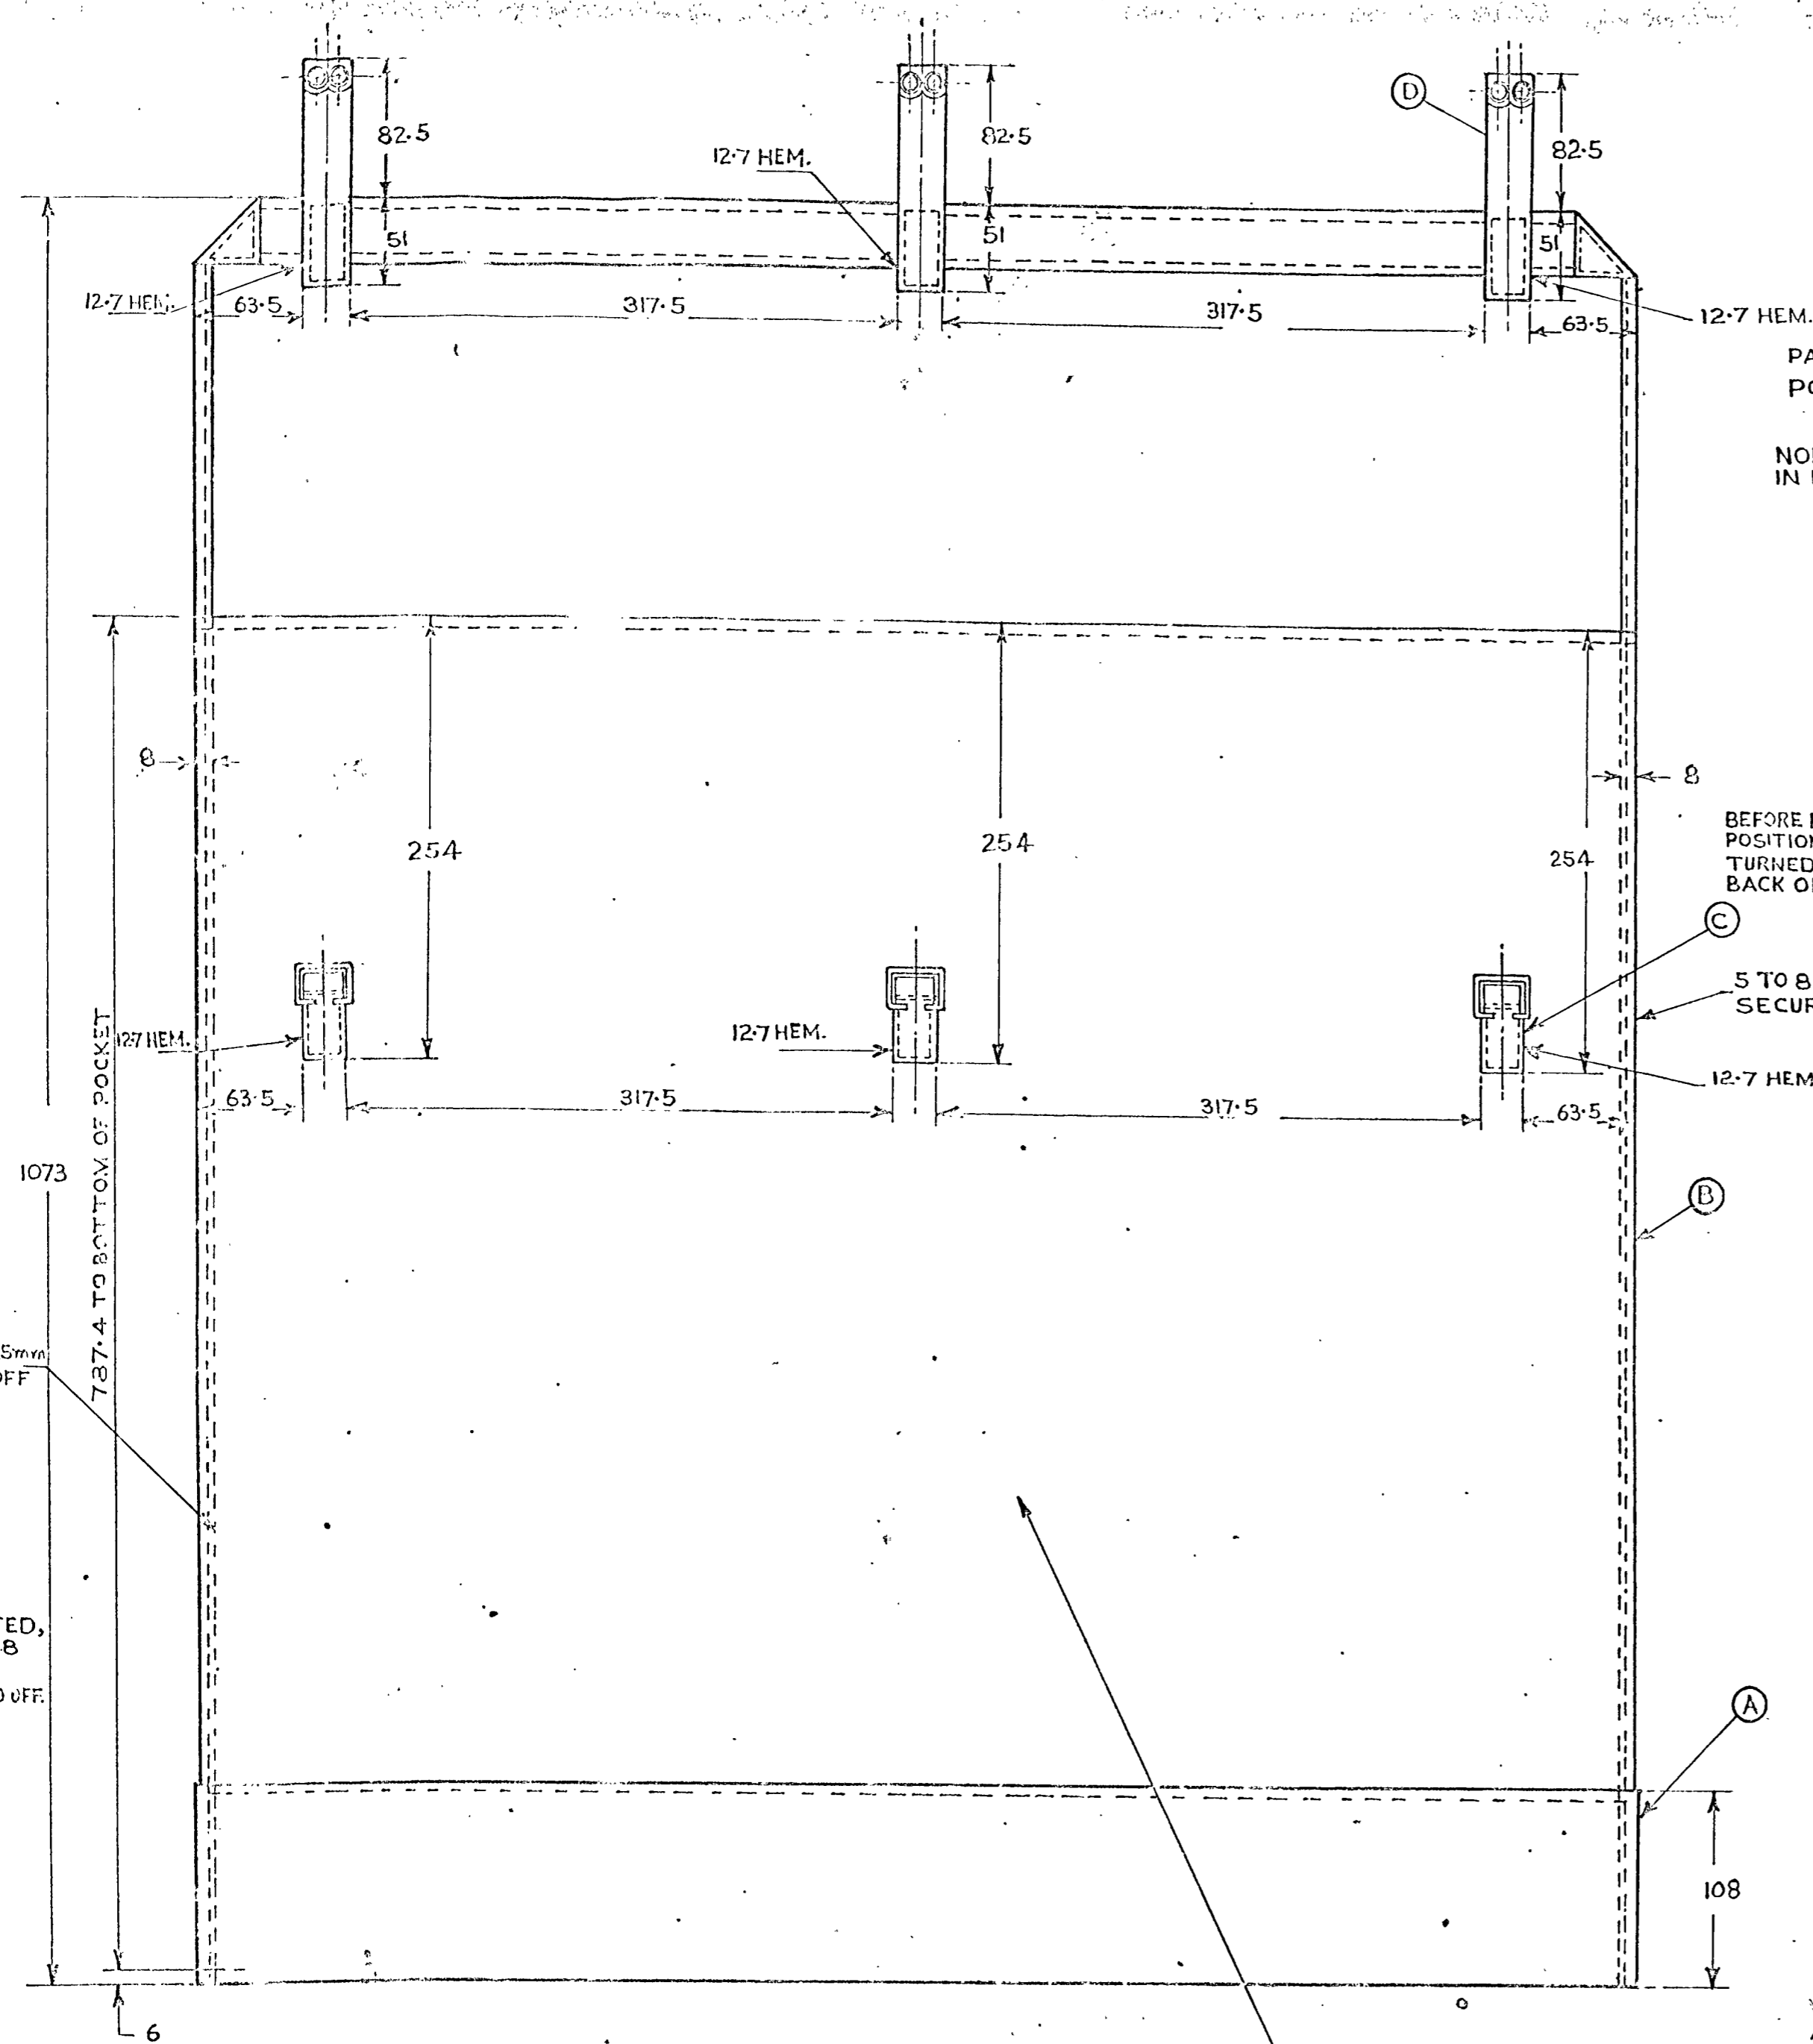 D
82.5
82.5
82.5
12.7 HEM.
51
51
51
12.7 HEM.
63.5
317.5
317.5
63.5
12.7 HEM.
PA
PO
NO
IN
8
8
254
254
254
BEFORE
POSITION
TURNED
BACK O
C
5 TO 8
SECUR
12.7 HEM.
12.7 HEM.
12.7 HEM
63.5
317.5
317.5
63.5
1073
787.4 TO BOTTOM OF POCKET
B
5mm
OFF
TED,
8
OFF.
A
108
6